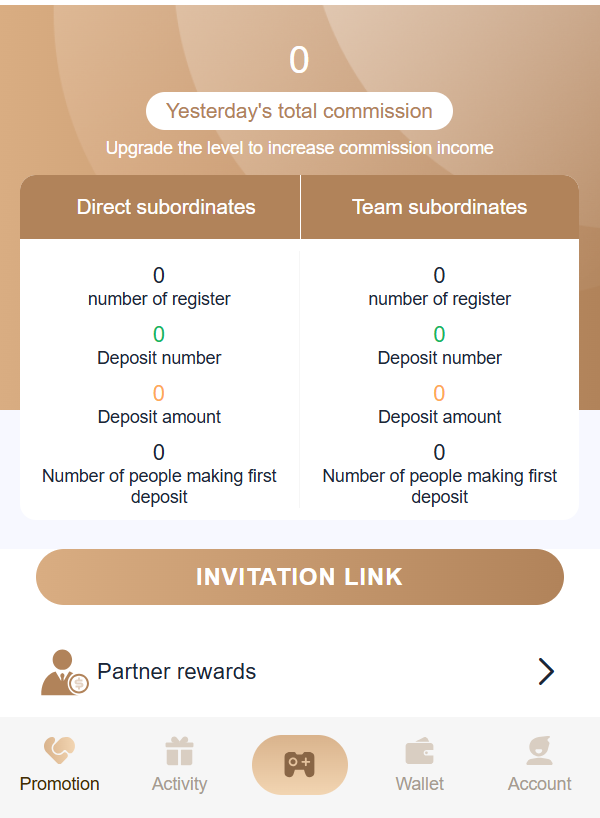 0
Yesterday's total commission
Upgrade the level to increase commission income
Direct subordinates
Team subordinates
0
number of register
0
Deposit number
0
Deposit amount
0
Number of people making first
deposit
0
number of register
0
Deposit number
0
Deposit amount
0
Number of people making first
deposit
INVITATION LINK
Partner rewards
Promotion
Activity
Wallet
Account